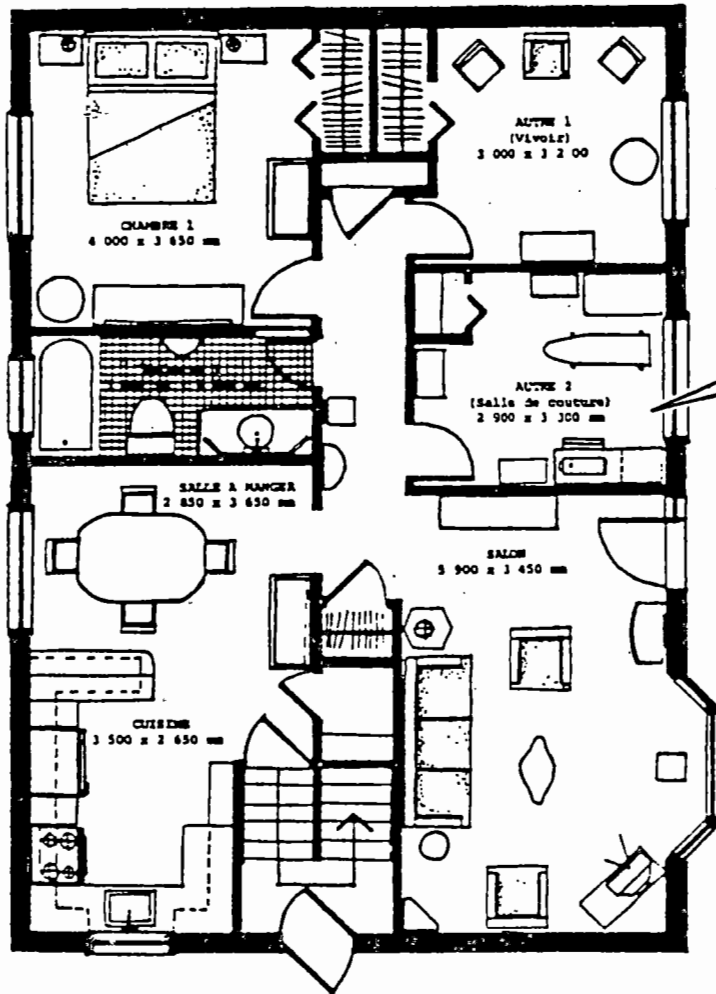 AUTRE 1
(Vivoir)
3 000 x 3 200
CHAMBRE 1
4 000 x 3 650 mm
AUTRE 2
(Salle de couture)
2 900 x 3 300 mm
SALLE A MANGER
2 850 x 3 650 mm
SALON
5 900 x 3 450 mm
CUISINE
3 500 x 2 650 mm